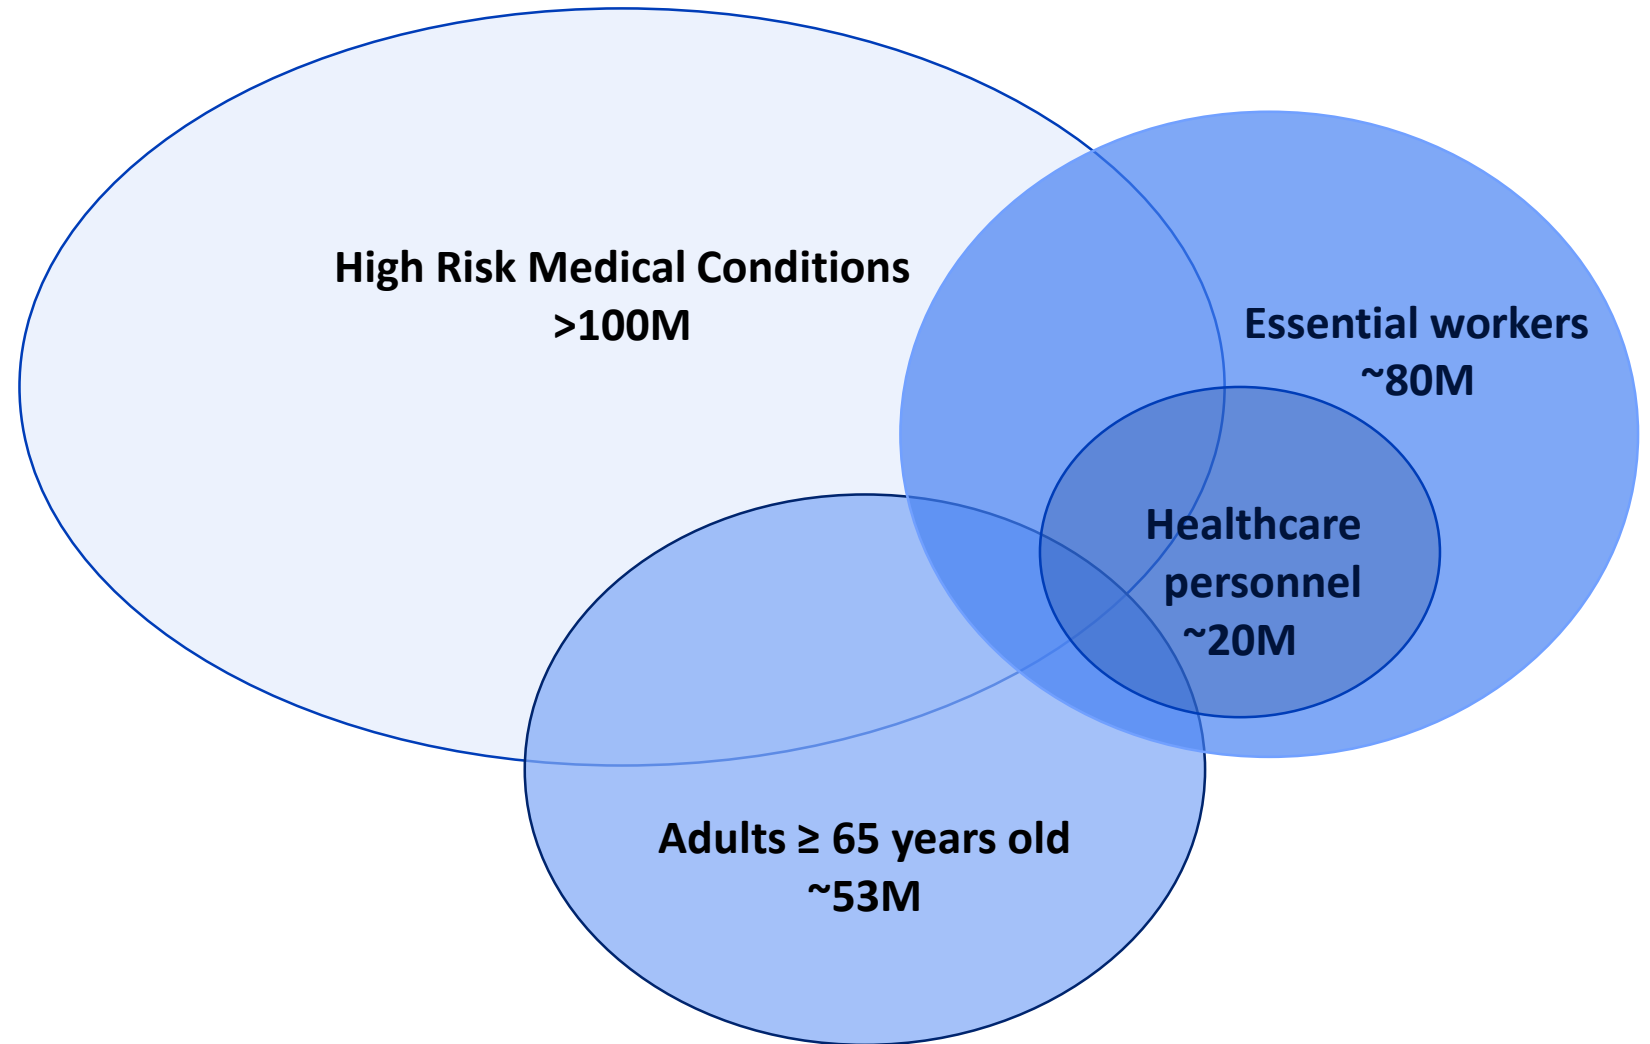 High Risk Medical Conditions
>100M
Essential workers
~80M
Healthcare
personnel
~20M
Adults ≥ 65 years old
~53M